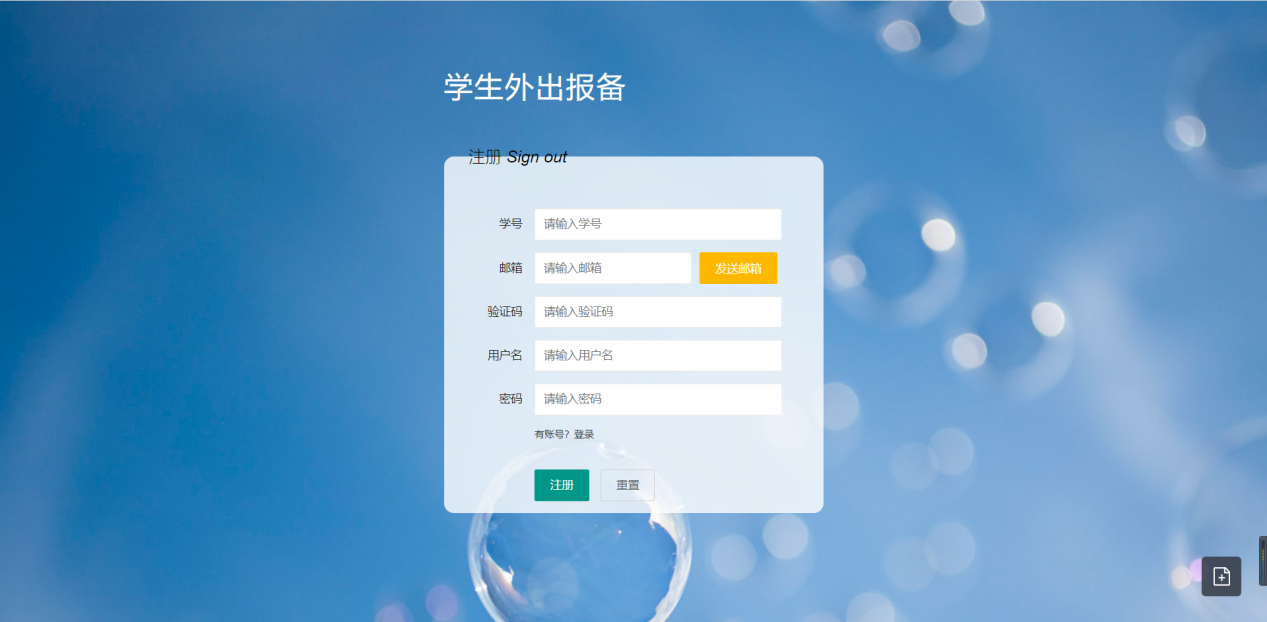 学生外出报备
注册 Sign out
学号 请输入学号
邮箱 请输入邮箱 发送邮箱
验证码 请输入验证码
用户名 请输入用户名
密码 请输入密码
有账号? 登录
注册 重置